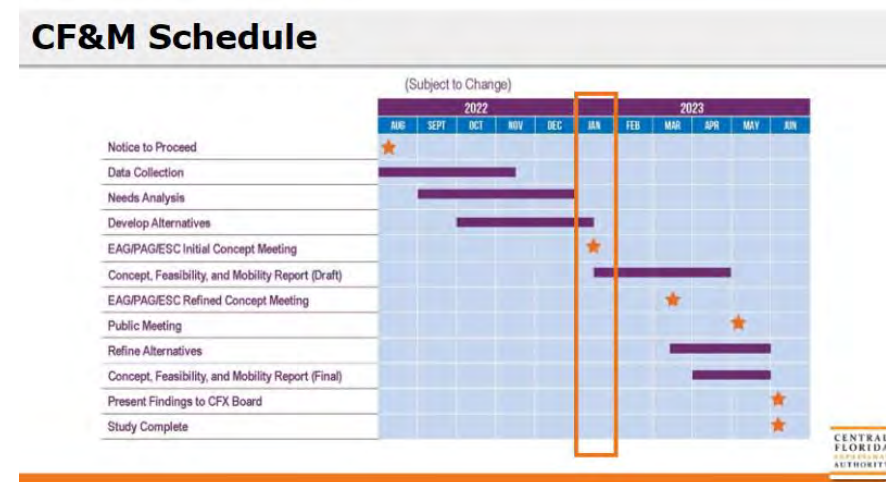 CF&M Schedule
(Subject to Change)
2022 2023
AUG SEPT OCT NOV DEC JAN FEB MAR APR MAY JUN
Notice to Proceed
Data Collection
Needs Analysis
Develop Alternatives
EAG/PAG/ESC Initial Concept Meeting
Concept, Feasibility, and Mobility Report (Draft)
EAG/PAG/ESC Refined Concept Meeting
Public Meeting
Refine Alternatives
Concept, Feasibility, and Mobility Report (Final)
Present Findings to CFX Board
Study Complete
CENTRAL
FLORIDA
AUTHORITY